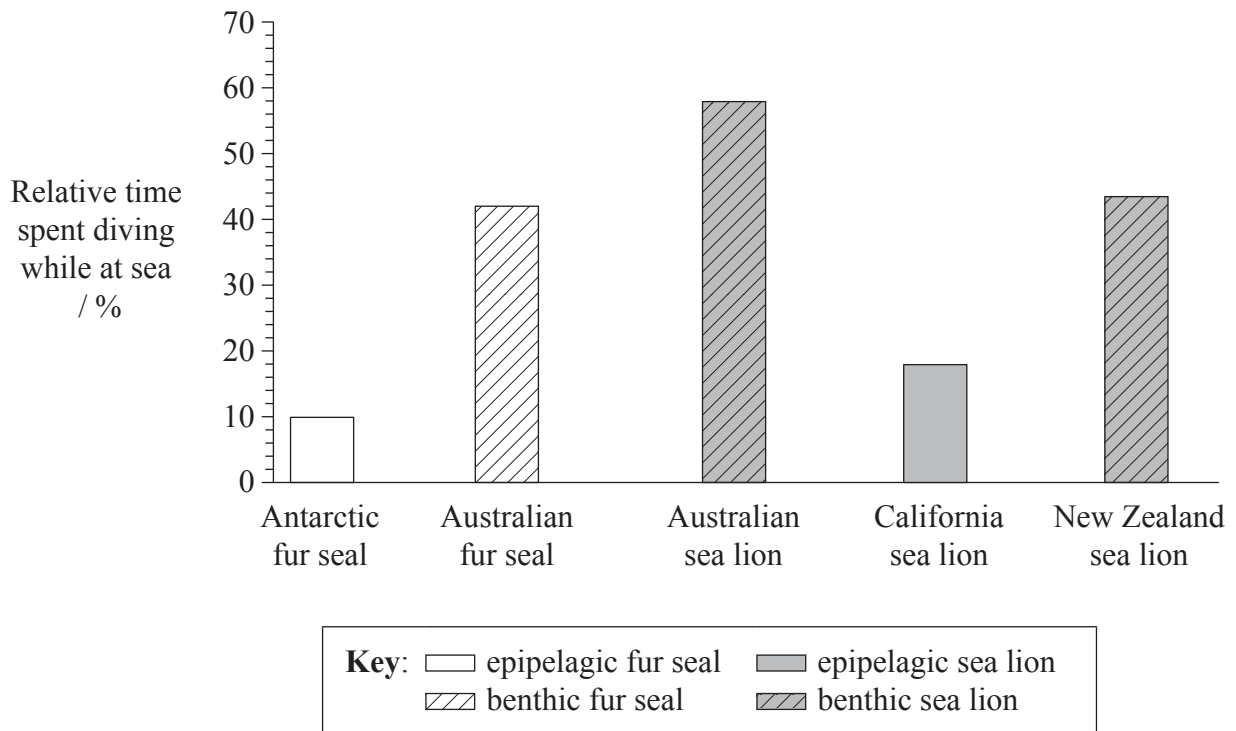 70
60
50
40
30
20
10
0
Relative time
spent diving
while at sea
/ %
Antarctic
fur seal
Australian
fur seal
Australian
sea lion
California
sea lion
New Zealand
sea lion
Key: epipelagic fur seal epipelagic sea lion
benthic fur seal benthic sea lion